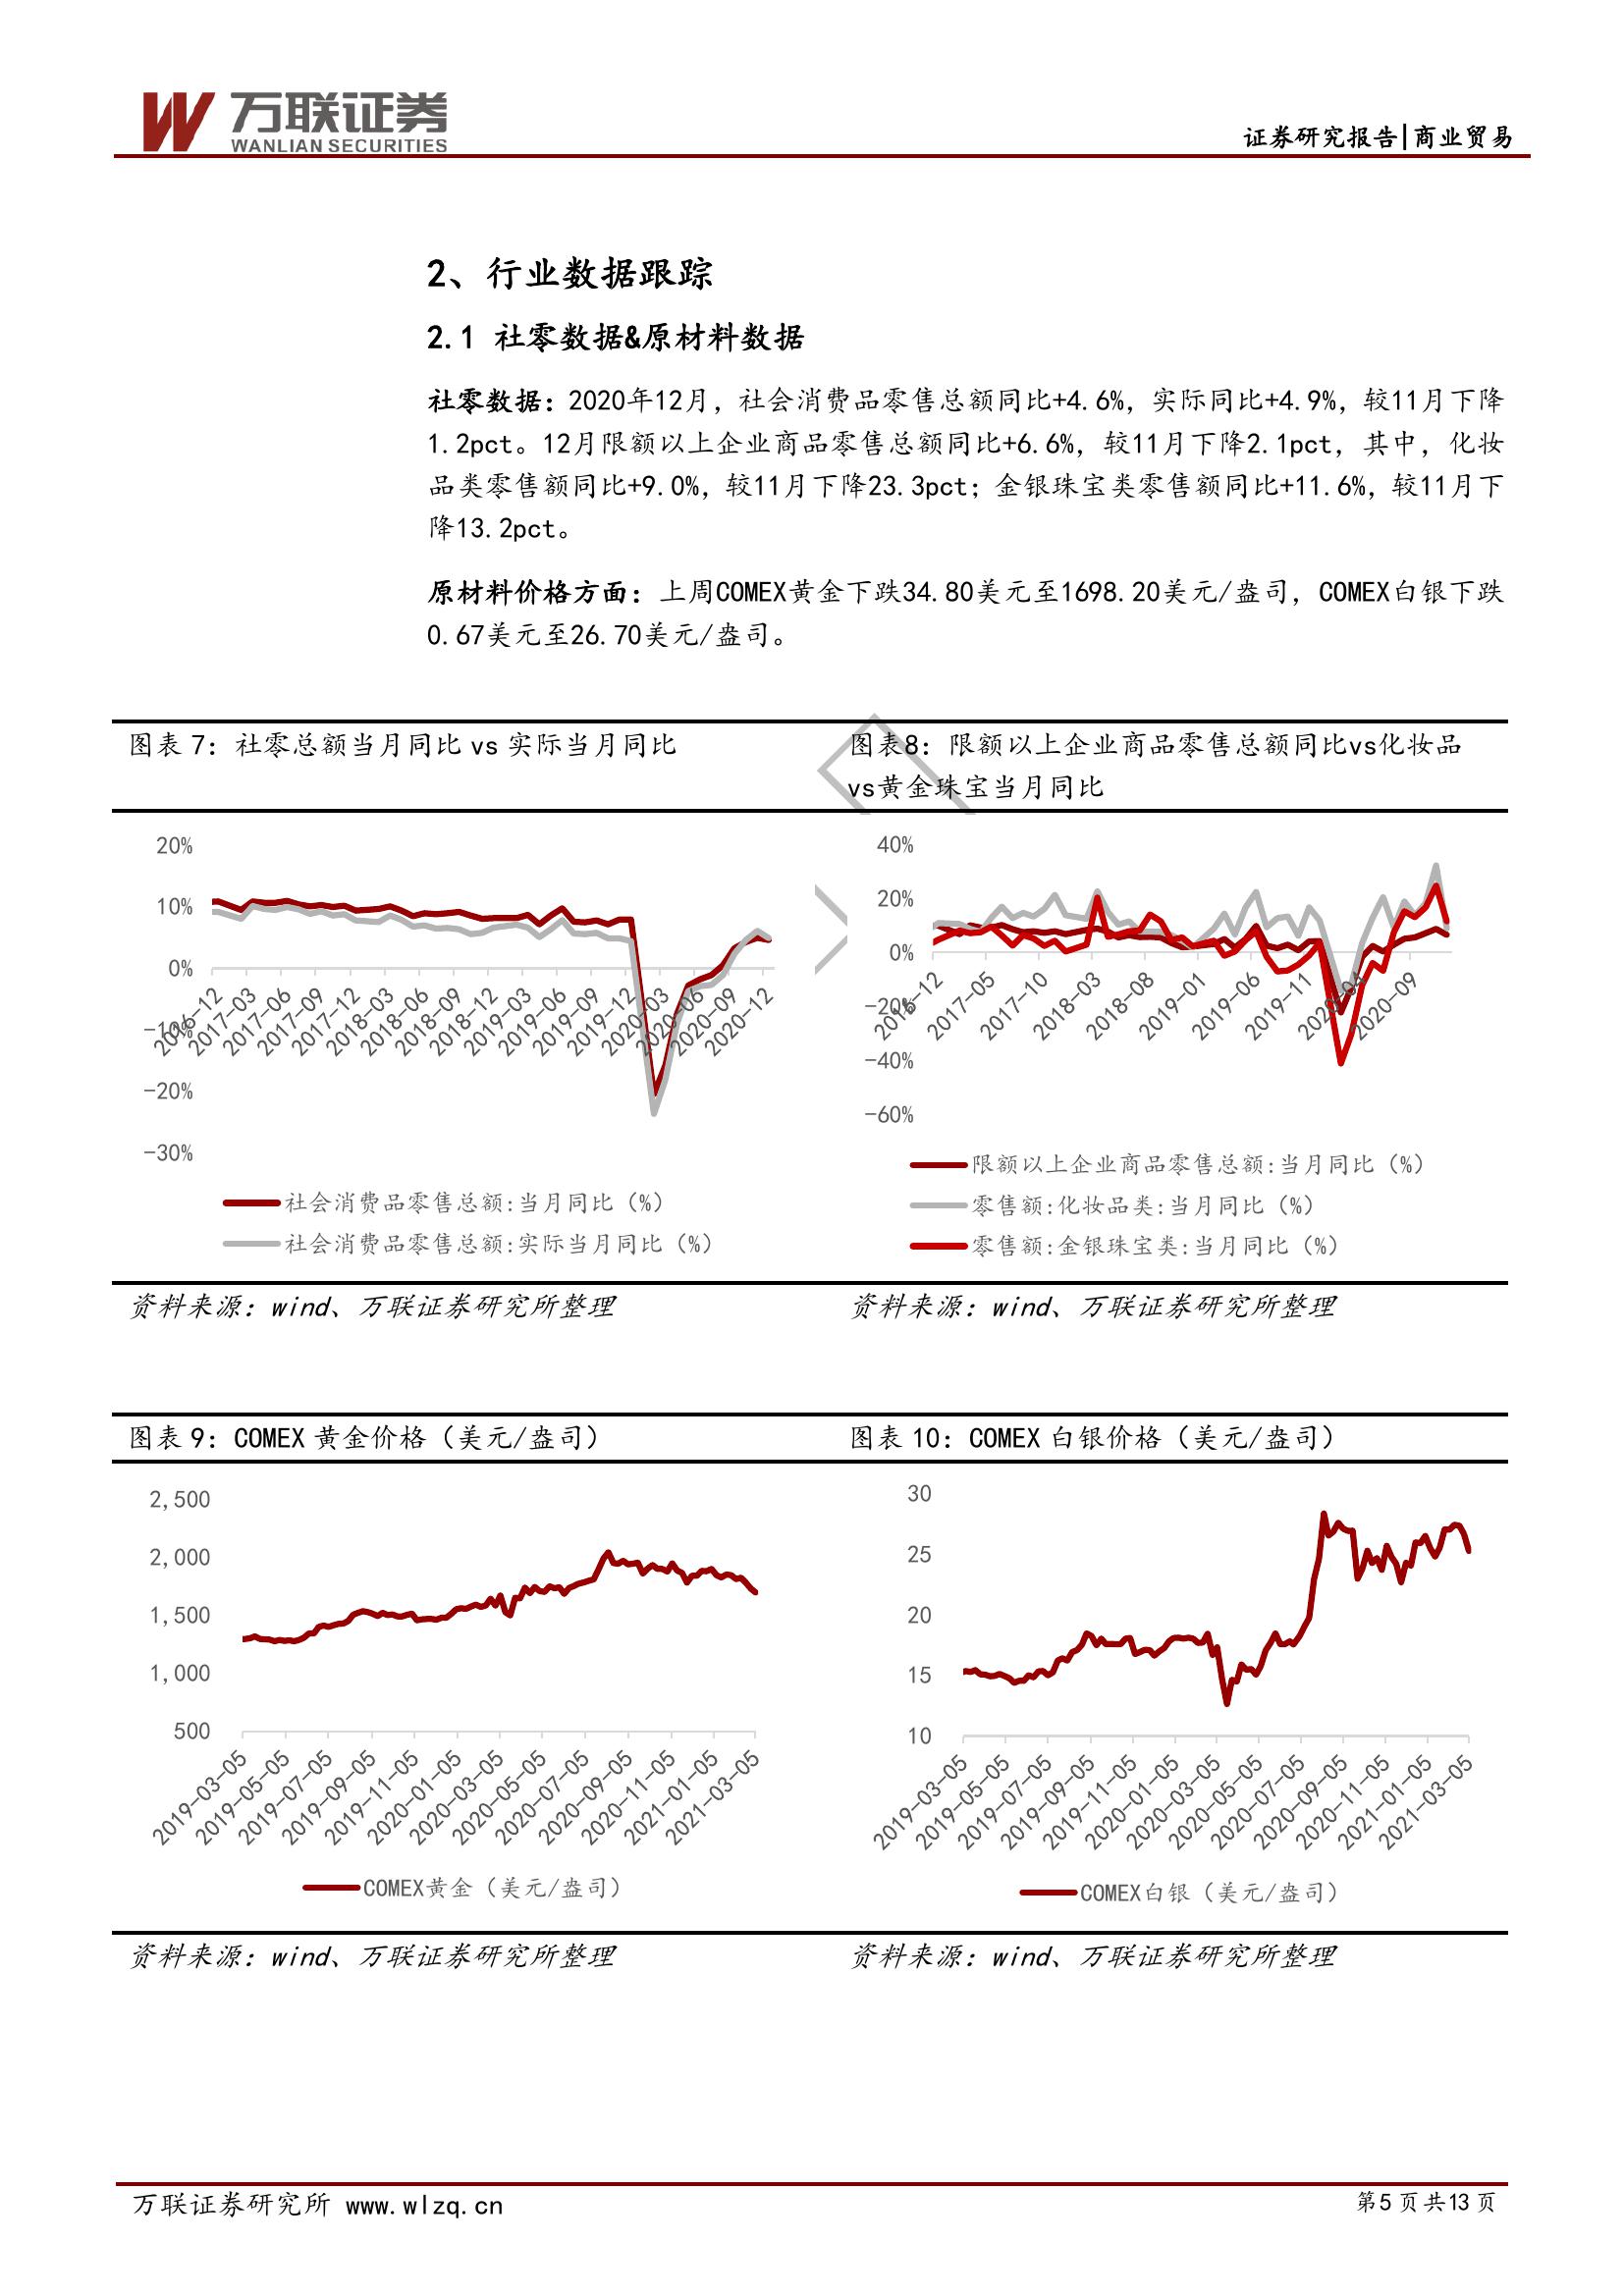 万联证券
WANLIAN SECURITIES
证券研究报告|商业贸易
2、行业数据跟踪
2.1 社零数据&原材料数据
社零数据：2020年12月，社会消费品零售总额同比+4.6%，实际同比+4.9%，较11月下降
1.2pct。12月限额以上企业商品零售总额同比+6.6%，较11月下降2.1pct，其中，化妆
品类零售额同比+9.0%，较11月下降23.3pct；金银珠宝类零售额同比+11.6%，较11月下
降13.2pct。
原材料价格方面：上周COMEX黄金下跌34.80美元至1698.20美元/盎司，COMEX白银下跌
0.67美元至26.70美元/盎司。
图表 7：社零总额当月同比 vs 实际当月同比
20%
10%
0%
-10%
-20%
-30%
2016-12
2017-03
2017-06
2017-09
2017-12
2018-03
2018-06
2018-09
2018-12
2019-03
2019-06
2019-09
2019-12
2020-03
2020-06
2020-09
2020-12
社会消费品零售总额:当月同比（%）
社会消费品零售总额:实际当月同比（%）
资料来源：wind、万联证券研究所整理
图表8：限额以上企业商品零售总额同比vs化妆品
vs黄金珠宝当月同比
40%
20%
0%
-20%
-40%
-60%
2016-12
2017-05
2017-10
2018-03
2018-08
2019-01
2019-06
2019-11
2020-04
2020-09
限额以上企业商品零售总额:当月同比（%）
零售额:化妆品类:当月同比（%）
零售额:金银珠宝类:当月同比（%）
资料来源：wind、万联证券研究所整理
图表 9：COMEX 黄金价格（美元/盎司）
2,500
2,000
1,500
1,000
500
2019-03-05
2019-05-05
2019-07-05
2019-09-05
2019-11-05
2020-01-05
2020-03-05
2020-05-05
2020-07-05
2020-09-05
2020-11-05
2021-01-05
2021-03-05
COMEX黄金（美元/盎司）
资料来源：wind、万联证券研究所整理
图表 10：COMEX 白银价格（美元/盎司）
30
25
20
15
10
2019-03-05
2019-05-05
2019-07-05
2019-09-05
2019-11-05
2020-01-05
2020-03-05
2020-05-05
2020-07-05
2020-09-05
2020-11-05
2021-01-05
2021-03-05
COMEX白银（美元/盎司）
资料来源：wind、万联证券研究所整理
万联证券研究所 www.wlzq.cn
第5 页共13 页